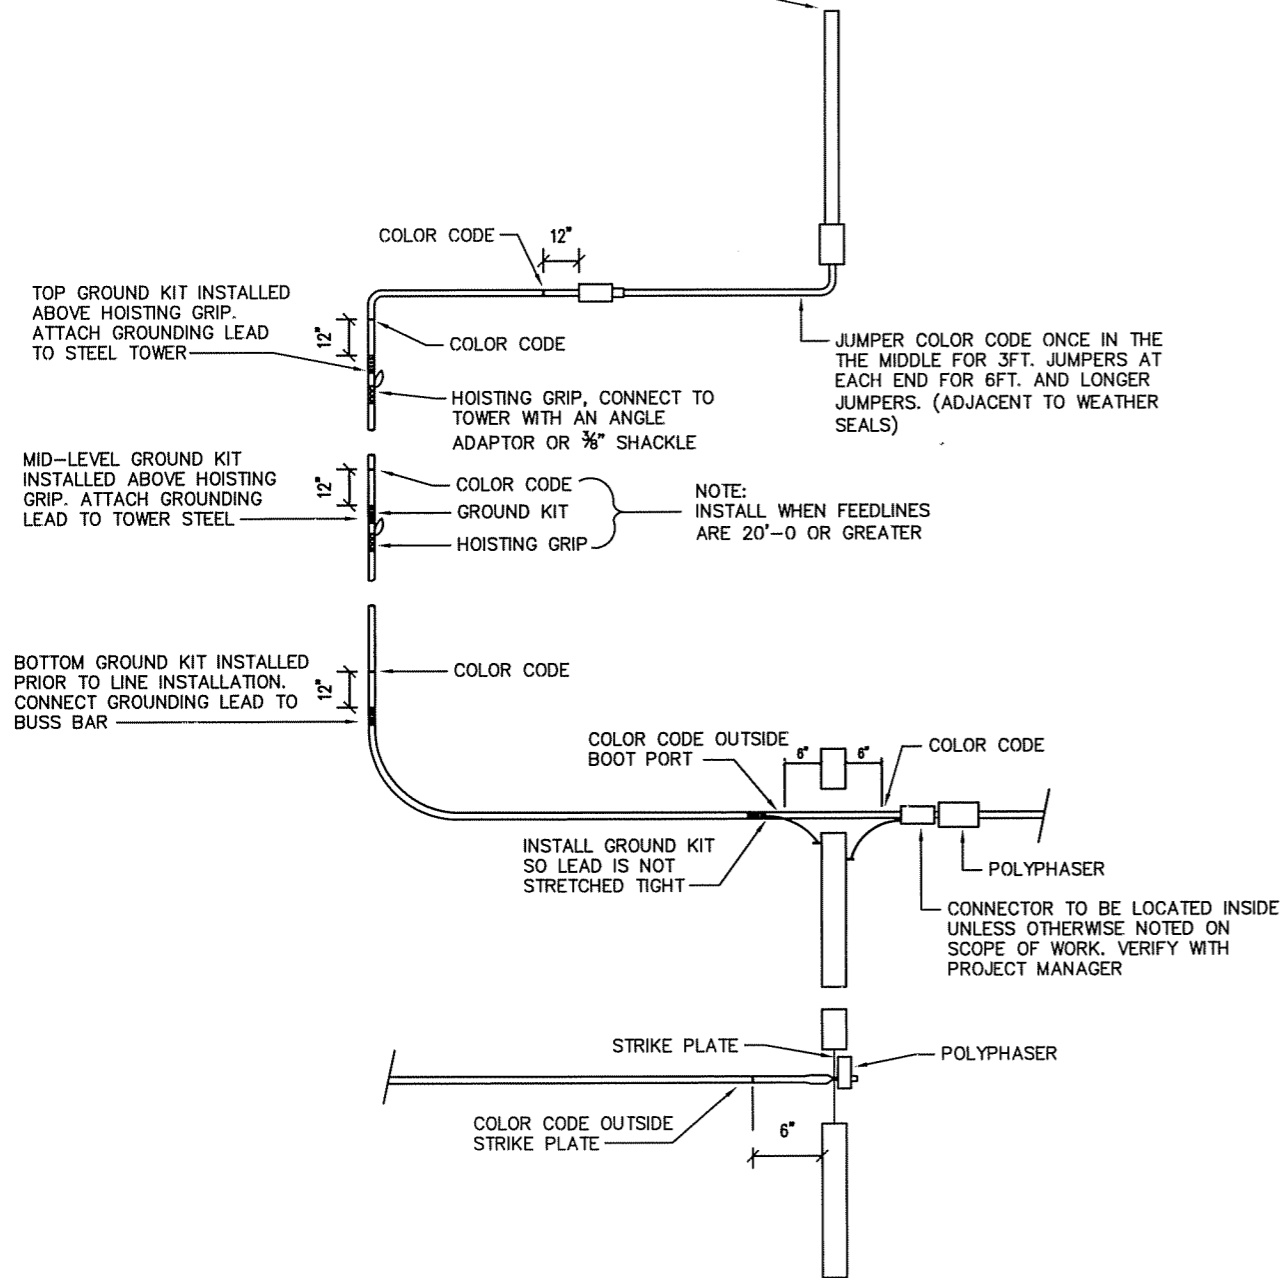 COLOR CODE
12"
TOP GROUND KIT INSTALLED
ABOVE HOISTING GRIP.
ATTACH GROUNDING LEAD
TO STEEL TOWER
12"
COLOR CODE
JUMPER COLOR CODE ONCE IN THE
THE MIDDLE FOR 3FT. JUMPERS AT
EACH END FOR 6FT. AND LONGER
JUMPERS. (ADJACENT TO WEATHER
SEALS)
HOISTING GRIP, CONNECT TO
TOWER WITH AN ANGLE
ADAPTOR OR 3/8" SHACKLE
MID-LEVEL GROUND KIT
INSTALLED ABOVE HOISTING
GRIP. ATTACH GROUNDING
LEAD TO TOWER STEEL
12"
COLOR CODE
GROUND KIT
HOISTING GRIP
NOTE:
INSTALL WHEN FEEDLINES
ARE 20'-0 OR GREATER
BOTTOM GROUND KIT INSTALLED
PRIOR TO LINE INSTALLATION.
CONNECT GROUNDING LEAD TO
BUSS BAR
12"
COLOR CODE
COLOR CODE OUTSIDE
BOOT PORT
6"
6"
COLOR CODE
INSTALL GROUND KIT
SO LEAD IS NOT
STRETCHED TIGHT
POLYPHASER
CONNECTOR TO BE LOCATED INSIDE
UNLESS OTHERWISE NOTED ON
SCOPE OF WORK. VERIFY WITH
PROJECT MANAGER
STRIKE PLATE
POLYPHASER
COLOR CODE OUTSIDE
STRIKE PLATE
6"